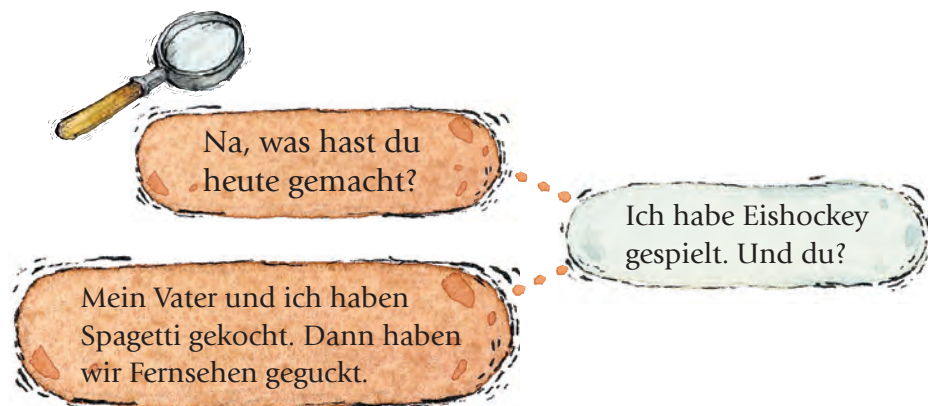 Na, was hast du
heute gemacht?
Ich habe Eishockey
gespielt. Und du?
Mein Vater und ich haben
Spagetti gekocht. Dann haben
wir Fernsehen geguckt.